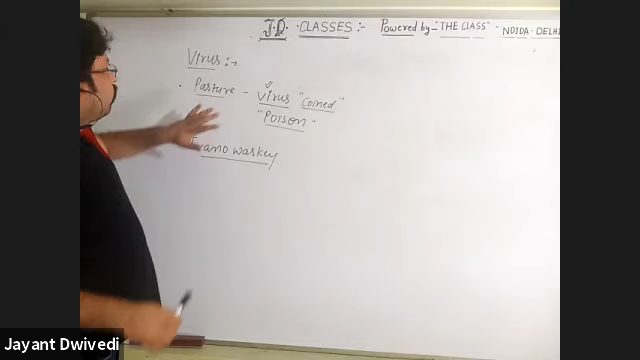 J.D. CLASSES :- Powered by - "THE CLASS" - NOIDA - DELHI
Virus :→
• Pasture - Virus "coined"
"Poison -
Ivano waskey
Jayant Dwivedi